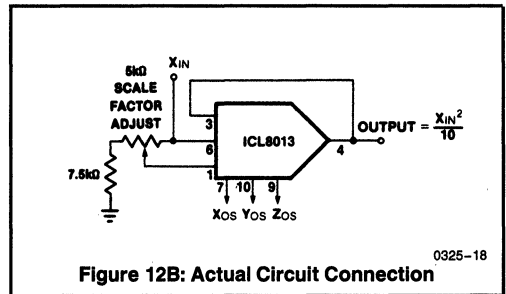 XIN
5kΩ
SCALE
FACTOR
ADJUST
3
ICL8013
6
4
OUTPUT = XIN²/10
7.5kΩ
1
7 10 9
XOS YOS ZOS
0325-18
Figure 12B: Actual Circuit Connection